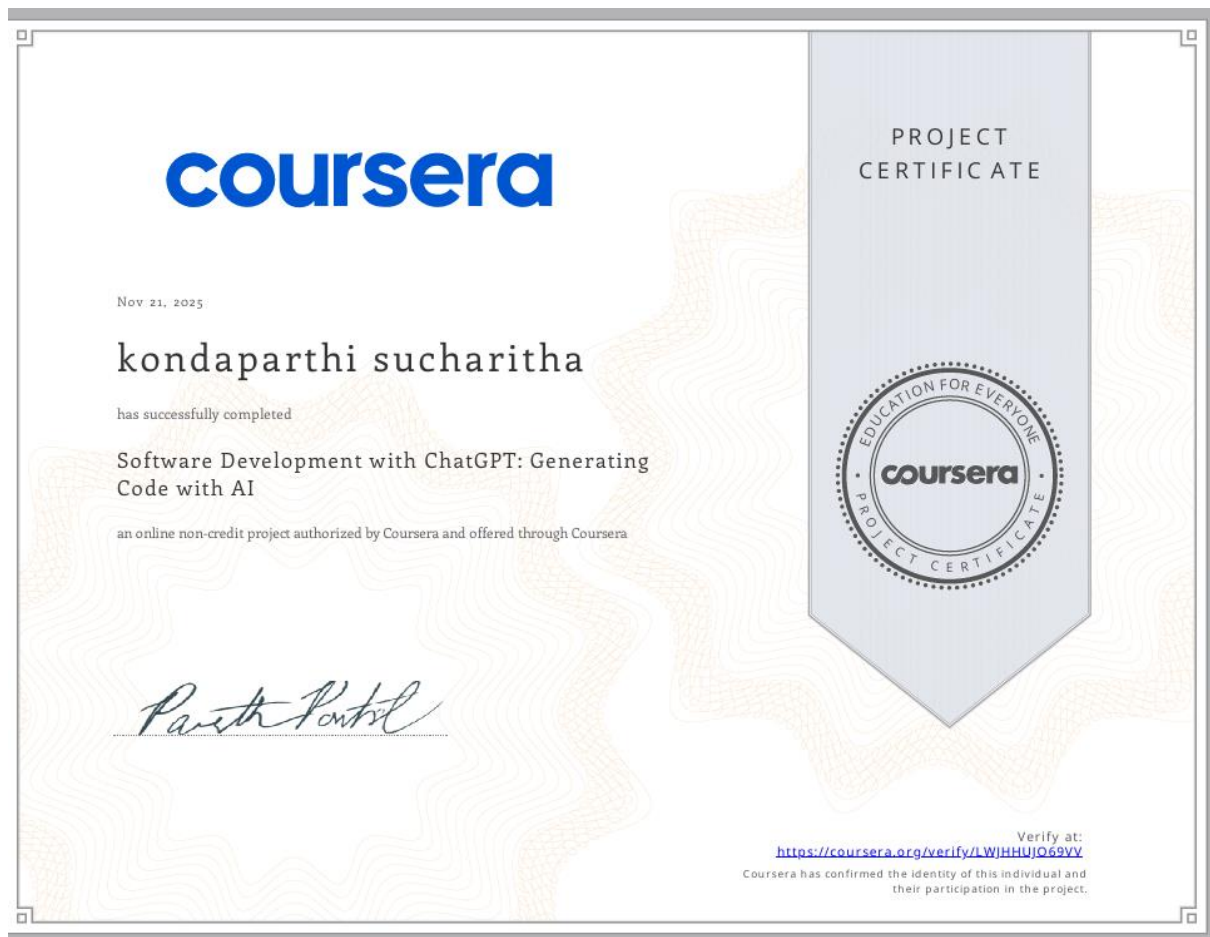 coursera
PROJECT
CERTIFICATE
Nov 21, 2025
kondaparthi sucharitha
has successfully completed
Software Development with ChatGPT: Generating
Code with AI
an online non-credit project authorized by Coursera and offered through Coursera
EDUCATION FOR EVERYONE
coursera
PROJECT CERTIFICATE
Verify at:
https://coursera.org/verify/LWJHHUJO69VV
Coursera has confirmed the identity of this individual and
their participation in the project.